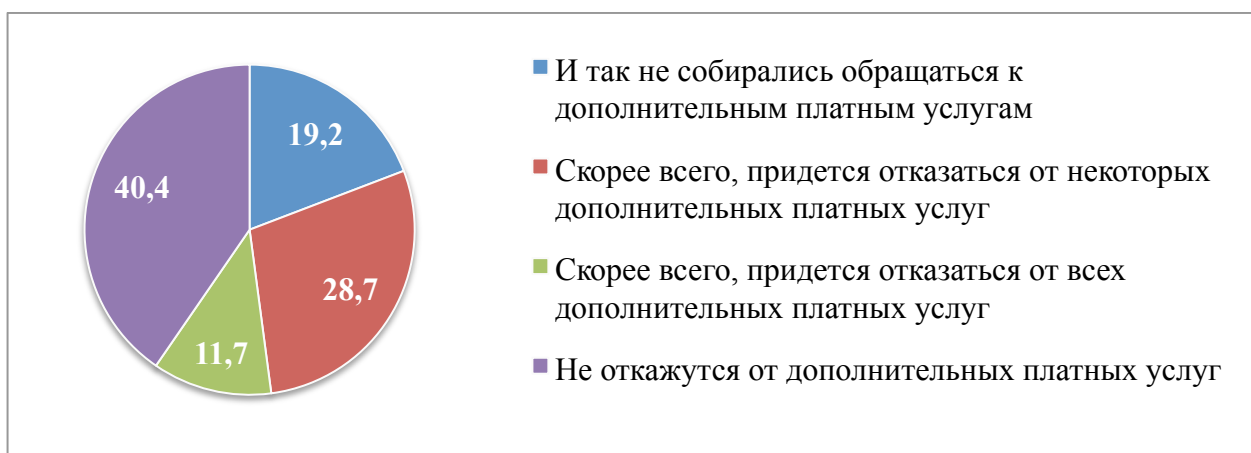 19,2
28,7
11,7
40,4
И так не собирались обращаться к
дополнительным платным услугам
Скорее всего, придется отказаться от некоторых
дополнительных платных услуг
Скорее всего, придется отказаться от всех
дополнительных платных услуг
Не откажутся от дополнительных платных услуг